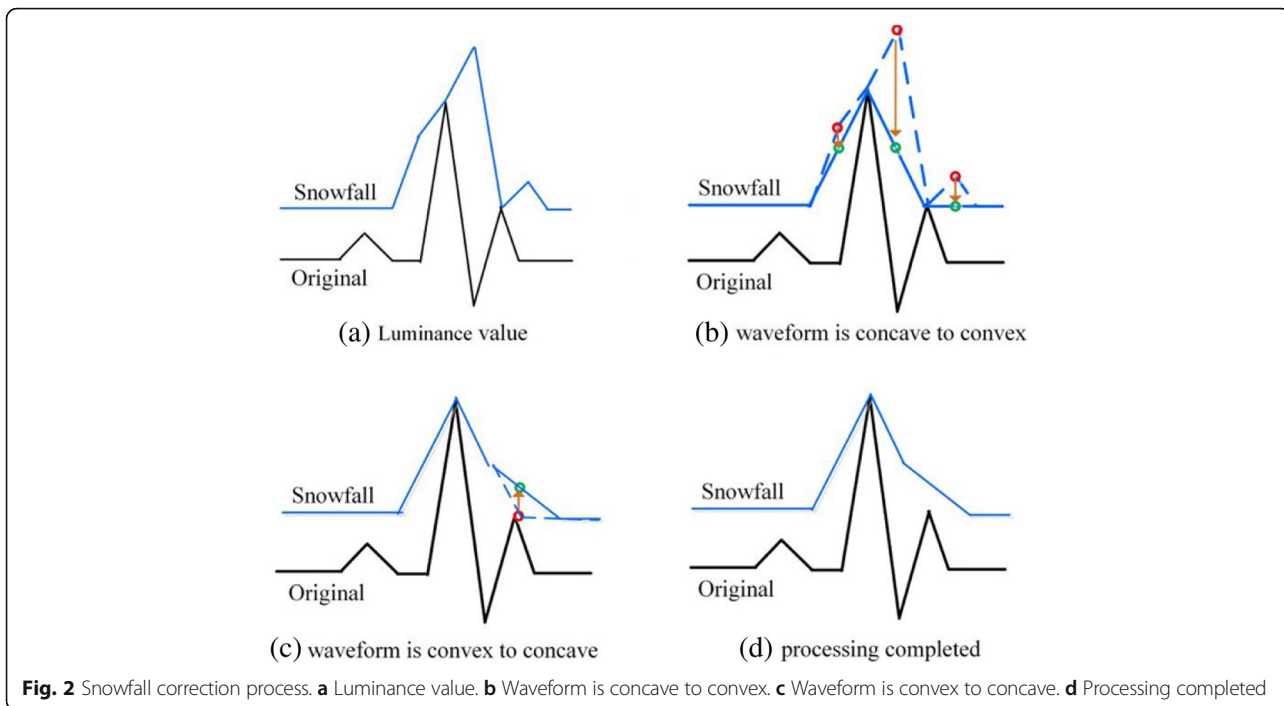 Snowfall
Original
(a) Luminance value
Snowfall
Original
(b) waveform is concave to convex
Snowfall
Original
(c) waveform is convex to concave
Snowfall
Original
(d) processing completed
Fig. 2 Snowfall correction process. a Luminance value. b Waveform is concave to convex. c Waveform is convex to concave. d Processing completed